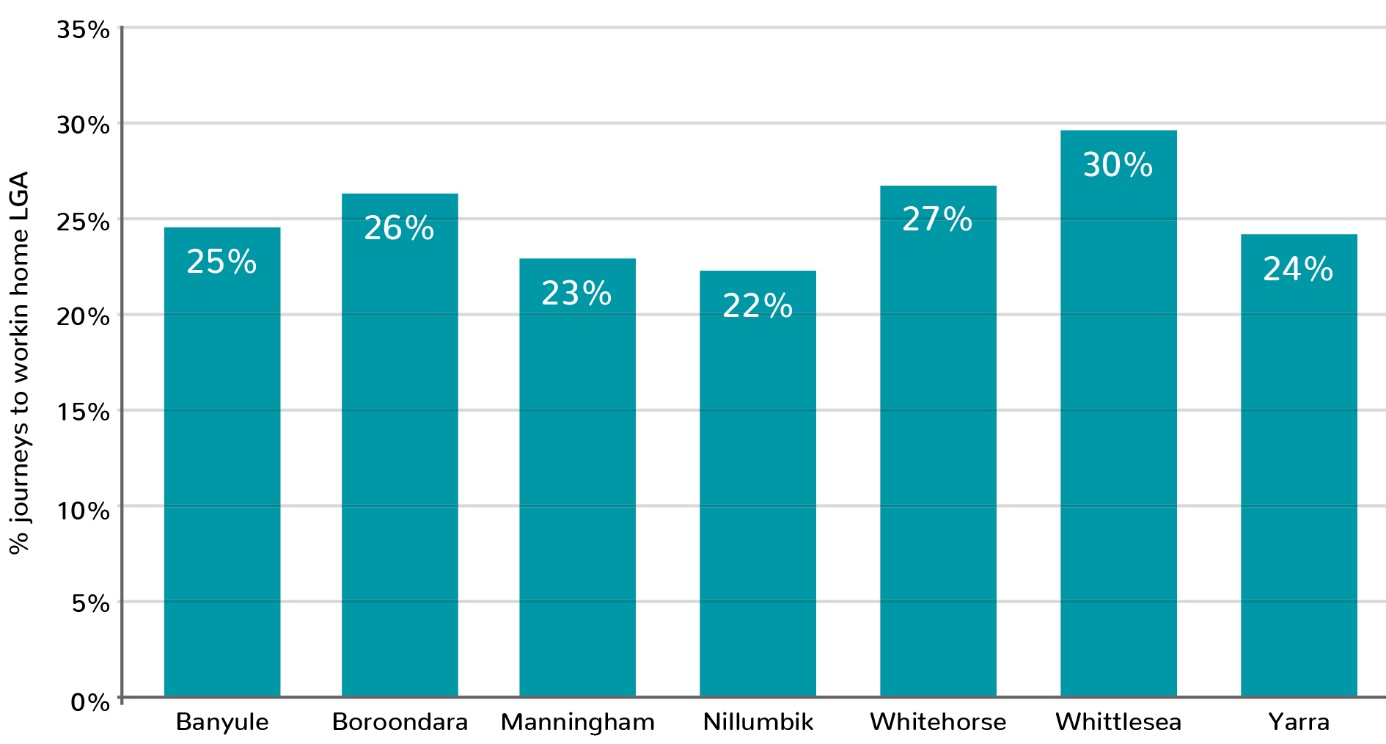 35%
30%
25%
20%
15%
10%
5%
0%
% journeys to workin home LGA
25%
26%
23%
22%
27%
30%
24%
Banyule
Boroondara
Manningham
Nillumbik
Whitehorse
Whittlesea
Yarra